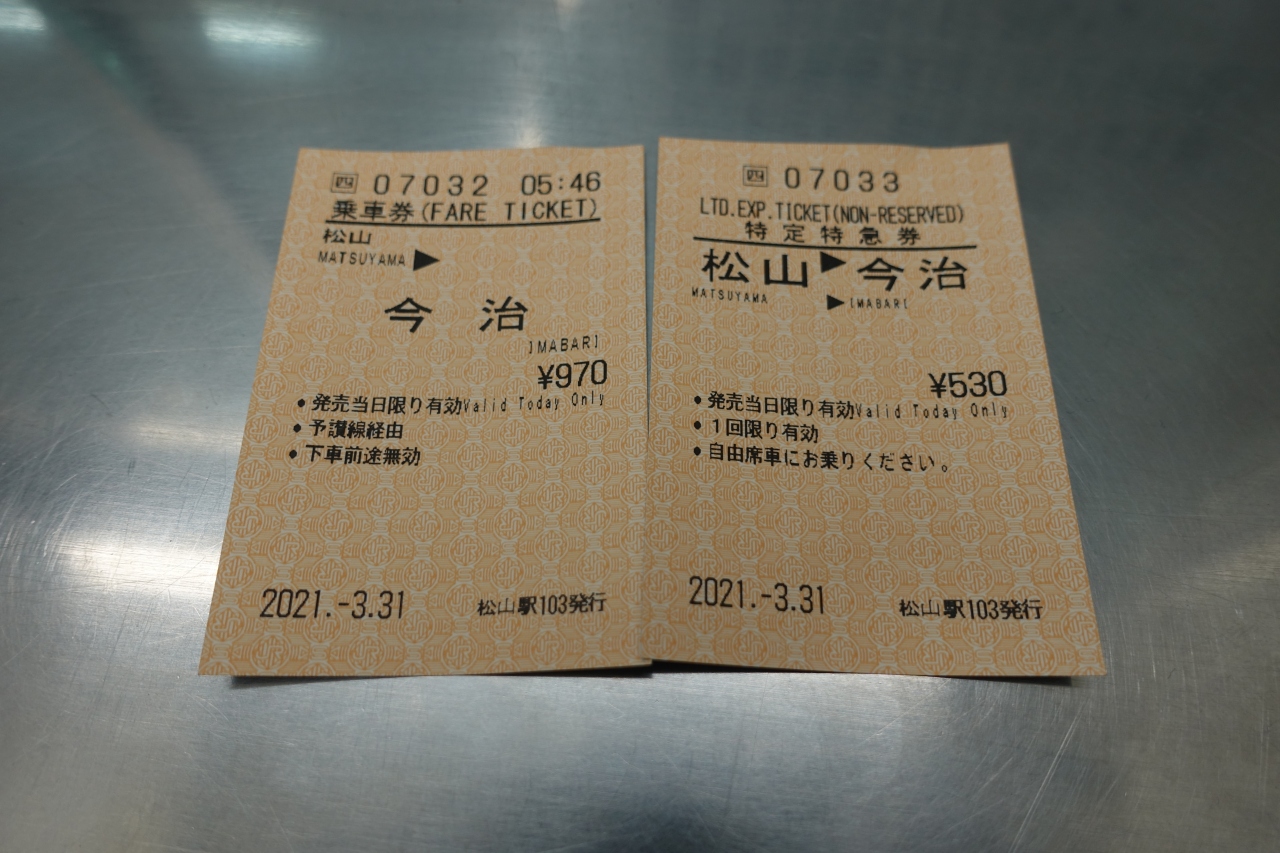 四 07032 05:46
乗車券(FARE TICKET)
松山
MATSUYAMA ▶
今 治
IMABARI
¥970
●発売当日限り有効Valid Today Only
●予讃線経由
●下車前途無効
2021.-3.31 松山駅103発行
四 07033
LTD.EXP.TICKET(NON-RESERVED)
特定特急券
松山▶今治
MATSUYAMA ▶IMABARI
¥530
●発売当日限り有効Valid Today Only
●1回限り有効
●自由席車にお乗りください。
2021.-3.31 松山駅103発行